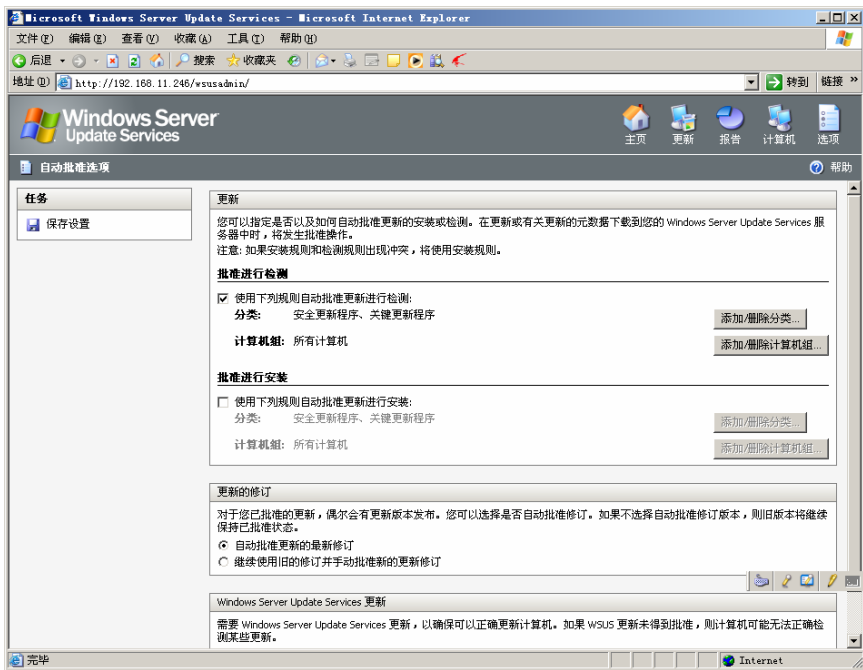 Microsoft Windows Server Update Services - Microsoft Internet Explorer
文件(F) 编辑(E) 查看(V) 收藏(A) 工具(T) 帮助(H)
后退 搜索 收藏夹
地址(D) http://192.168.11.246/wsusadmin/ 转到 链接 »
Windows Server
Update Services
主页 更新 报告 计算机 选项
自动批准选项 帮助
任务
保存设置
更新
您可以指定是否以及如何自动批准更新的安装或检测。在更新或有关更新的元数据下载到您的 Windows Server Update Services 服
务器中时，将发生批准操作。
注意: 如果安装规则和检测规则出现冲突，将使用安装规则。
批准进行检测
使用下列规则自动批准更新进行检测:
分类: 安全更新程序、关键更新程序 添加/删除分类...
计算机组: 所有计算机 添加/删除计算机组...
批准进行安装
使用下列规则自动批准更新进行安装:
分类: 安全更新程序、关键更新程序 添加/删除分类...
计算机组: 所有计算机 添加/删除计算机组...
更新的修订
对于您已批准的更新，偶尔会有更新版本发布。您可以选择是否自动批准修订。如果不选择自动批准修订版本，则旧版本将继续
保持已批准状态。
自动批准更新的最新修订
继续使用旧的修订并手动批准新的更新修订
Windows Server Update Services 更新
需要 Windows Server Update Services 更新，以确保可以正确更新计算机。如果 WSUS 更新未得到批准，则计算机可能无法正确检
测某些更新。
完毕 Internet